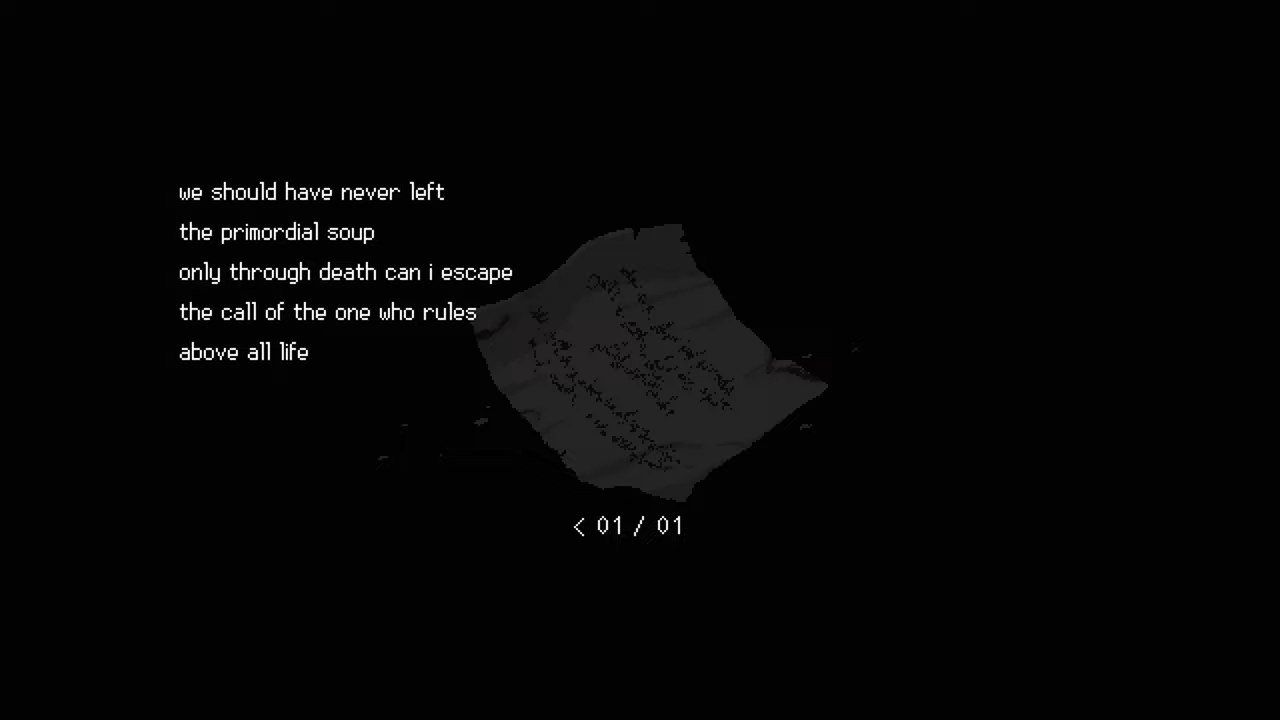 we should have never left
the primordial soup
only through death can i escape
the call of the one who rules
above all life
< 01 / 01